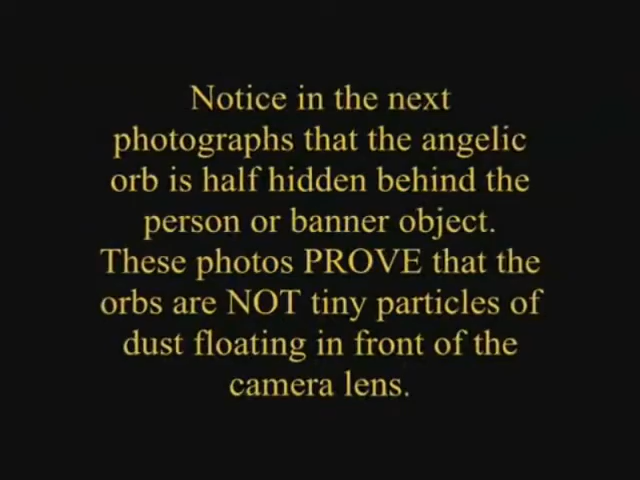 Notice in the next
photographs that the angelic
orb is half hidden behind the
person or banner object.
These photos PROVE that the
orbs are NOT tiny particles of
dust floating in front of the
camera lens.